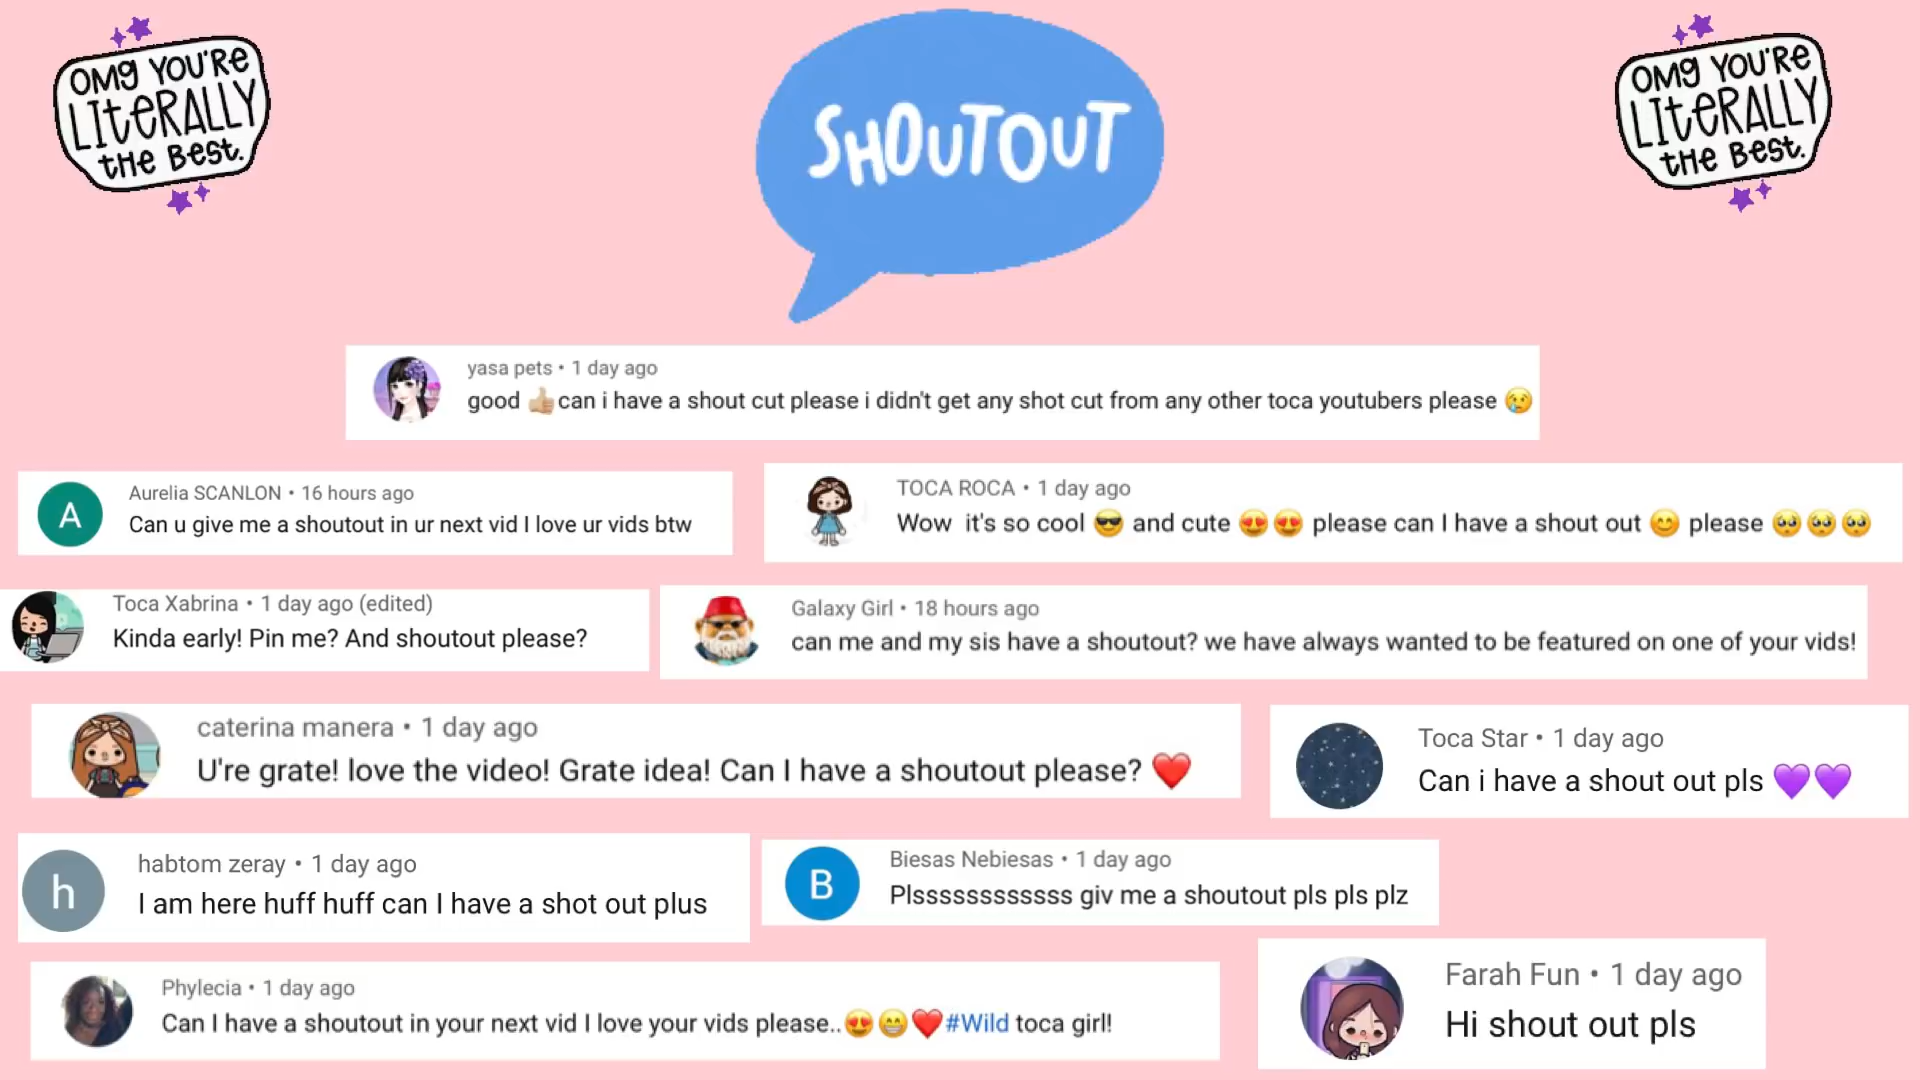 OMG YOU'RE
LITERALLY
THE BEST.
SHOUTOUT
OMG YOU'RE
LITERALLY
THE BEST.
yasa pets • 1 day ago
good 👍🏼can i have a shout cut please i didn't get any shot cut from any other toca youtubers please 😢
A
Aurelia SCANLON • 16 hours ago
Can u give me a shoutout in ur next vid I love ur vids btw
TOCA ROCA • 1 day ago
Wow it's so cool 😎 and cute 😍😍 please can I have a shout out 😊 please 🥺🥺🥺
Toca Xabrina • 1 day ago (edited)
Kinda early! Pin me? And shoutout please?
Galaxy Girl • 18 hours ago
can me and my sis have a shoutout? we have always wanted to be featured on one of your vids!
caterina manera • 1 day ago
U're grate! love the video! Grate idea! Can I have a shoutout please? ❤️
Toca Star • 1 day ago
Can i have a shout out pls 💜💜
h
habtom zeray • 1 day ago
I am here huff huff can I have a shot out plus
B
Biesas Nebiesas • 1 day ago
Plssssssssssss giv me a shoutout pls pls plz
Phylecia • 1 day ago
Can I have a shoutout in your next vid I love your vids please..😍😁❤️#Wild toca girl!
Farah Fun • 1 day ago
Hi shout out pls